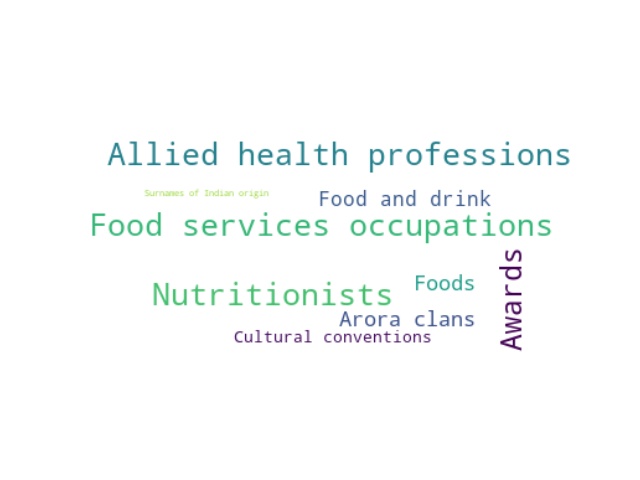 Allied health professions
Surnames of Indian origin
Food and drink
Food services occupations
Awards
Foods
Nutritionists
Arora clans
Cultural conventions